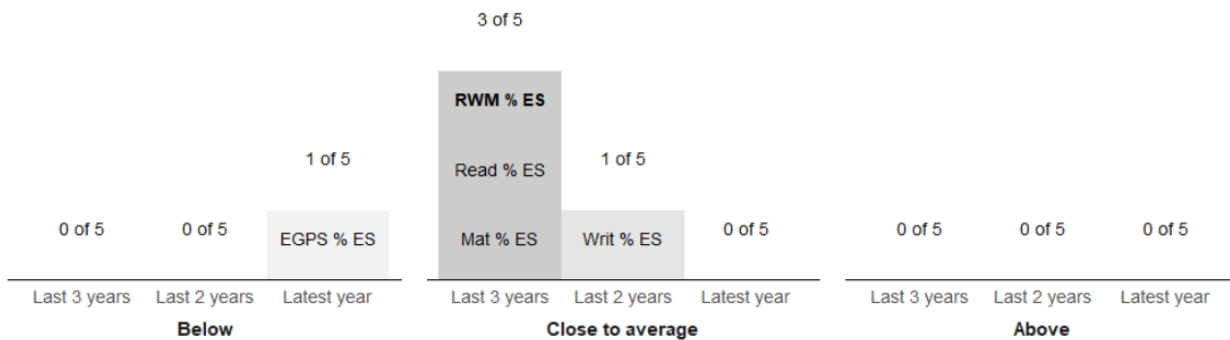 3 of 5
RWM % ES
1 of 5
1 of 5
Read % ES
0 of 5
0 of 5
EGPS % ES
Mat % ES
Writ % ES
0 of 5
0 of 5
0 of 5
0 of 5
Last 3 years Last 2 years Latest year
Below
Last 3 years Last 2 years Latest year
Close to average
Last 3 years Last 2 years Latest year
Above